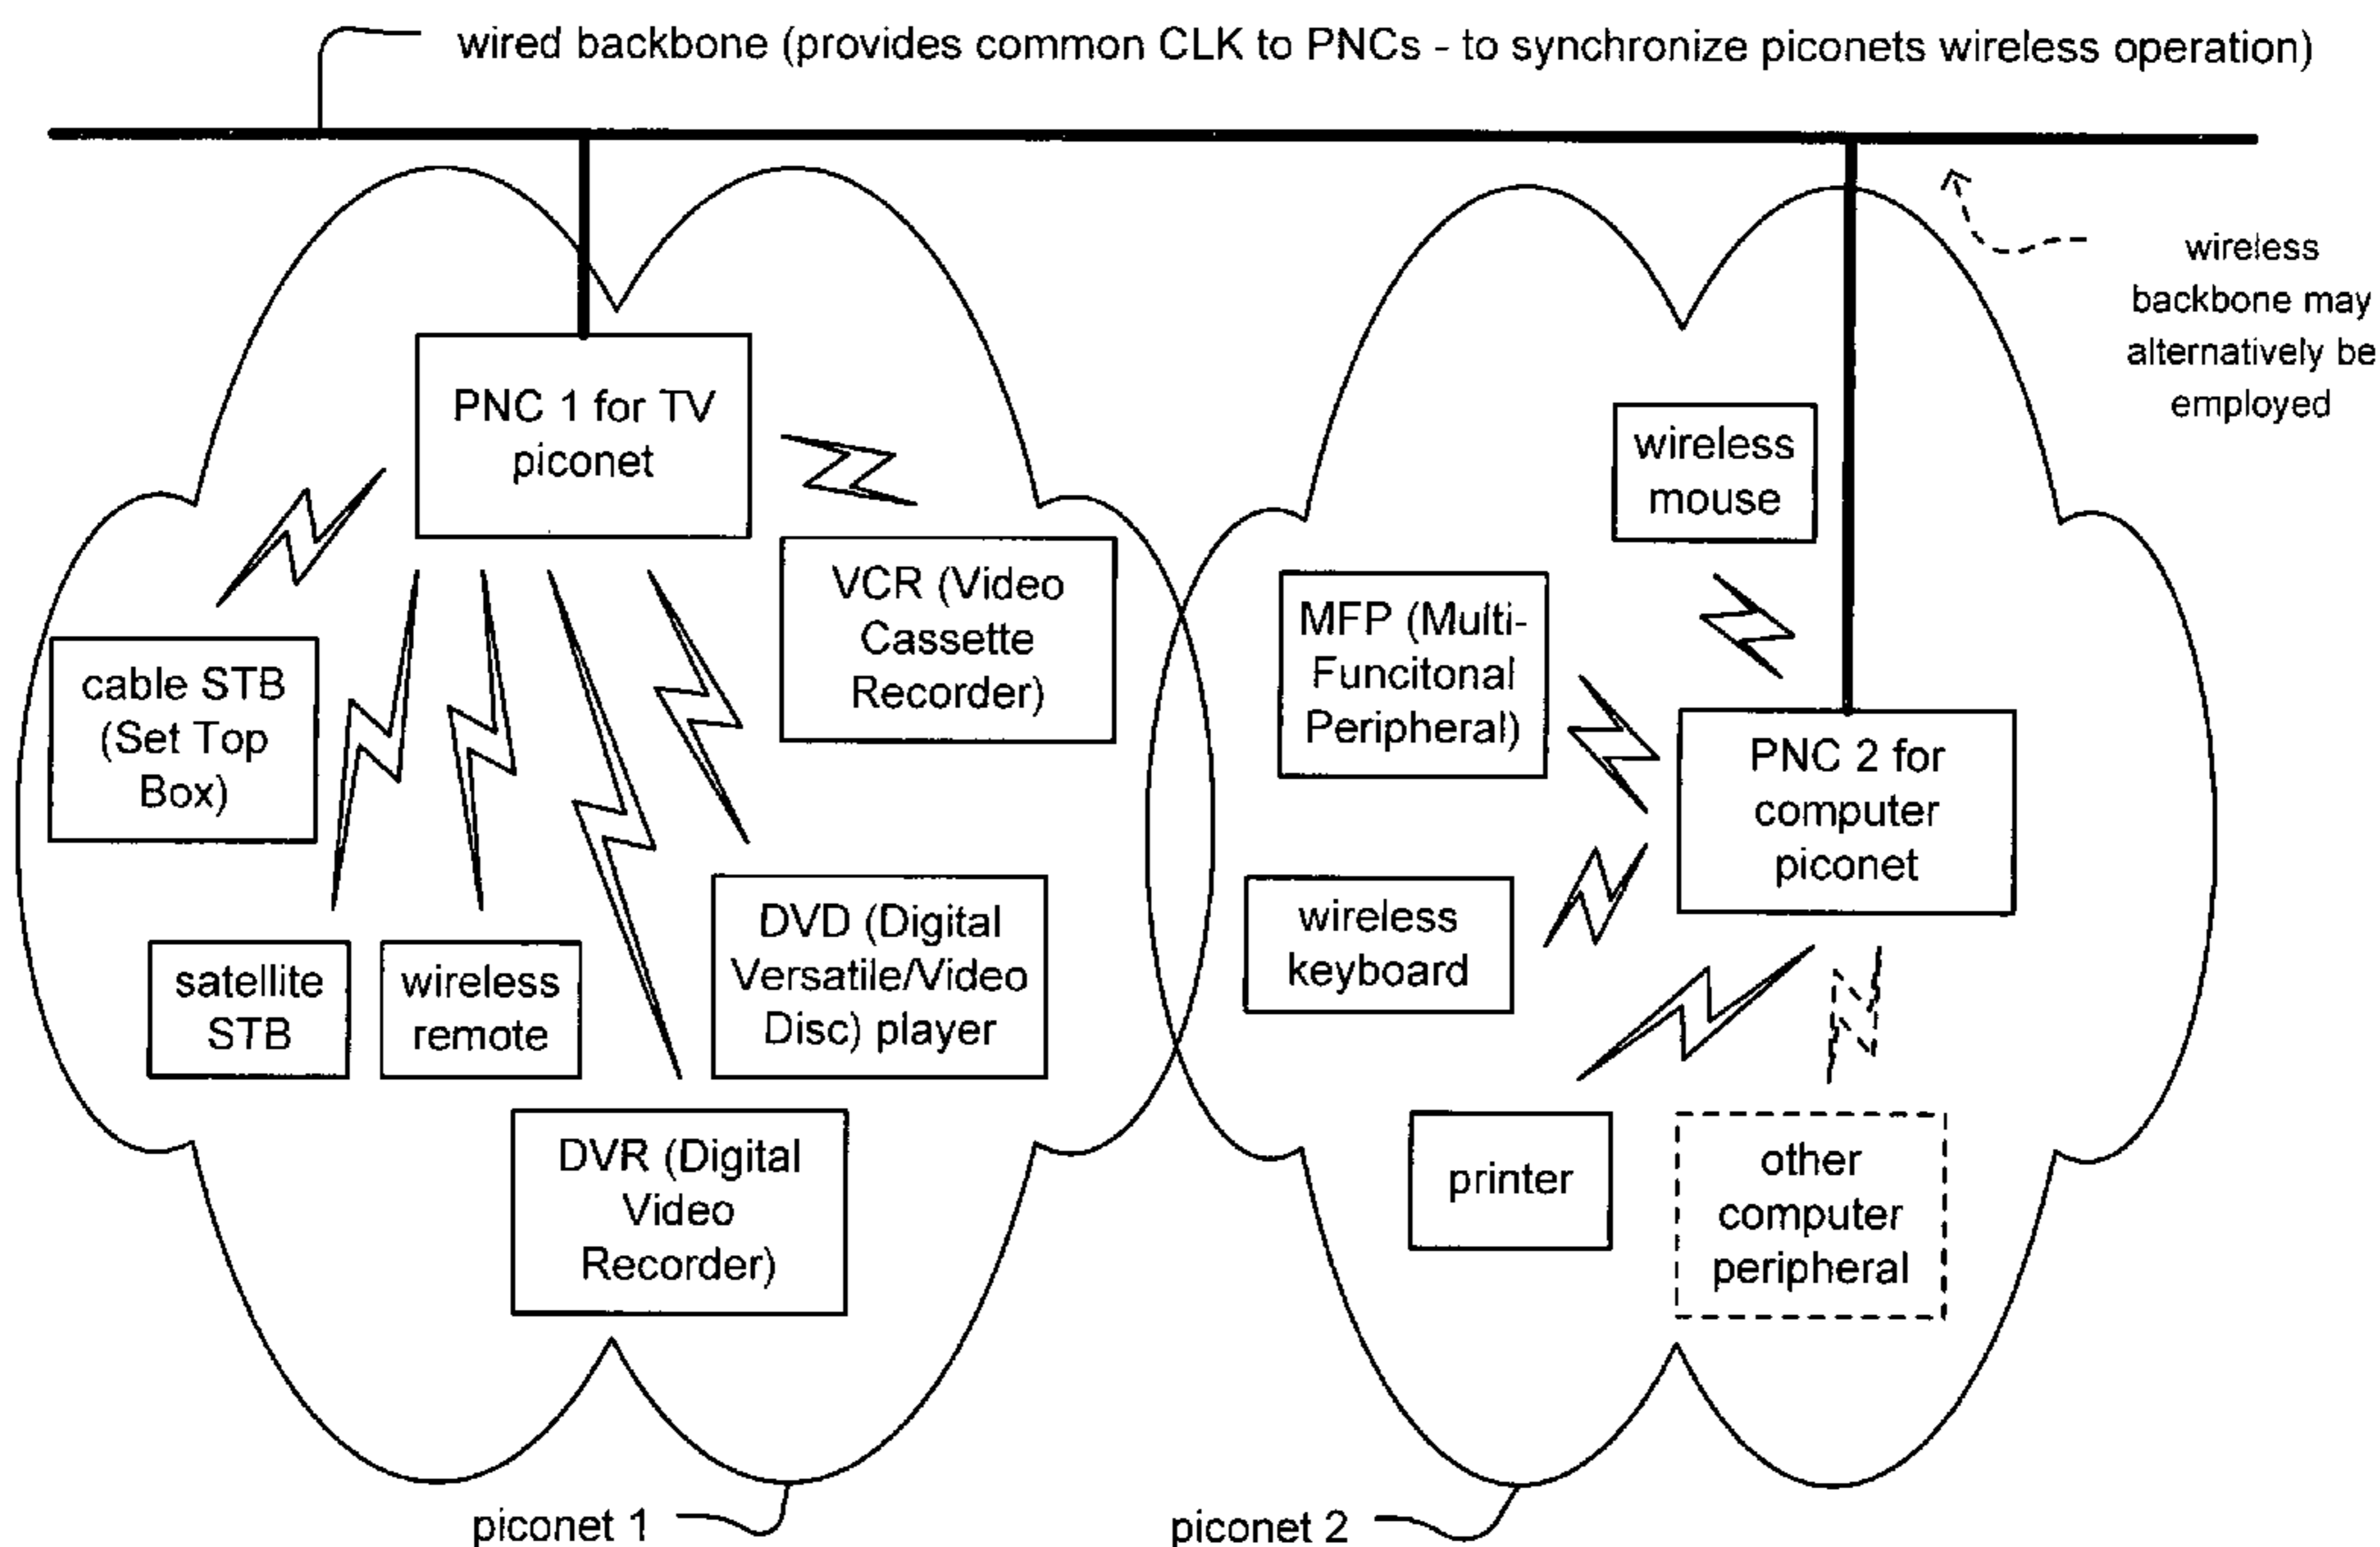 wired backbone (provides common CLK to PNCs - to synchronize piconets wireless operation)
wireless
backbone may
alternatively be
employed
PNC 1 for TV
piconet
VCR (Video
Cassette
Recorder)
cable STB
(Set Top
Box)
satellite
STB
wireless
remote
DVD (Digital
Versatile/Video
Disc) player
DVR (Digital
Video
Recorder)
wireless
mouse
MFP (Multi-
Funcitonal
Peripheral)
PNC 2 for
computer
piconet
wireless
keyboard
printer
other
computer
peripheral
piconet 1
piconet 2